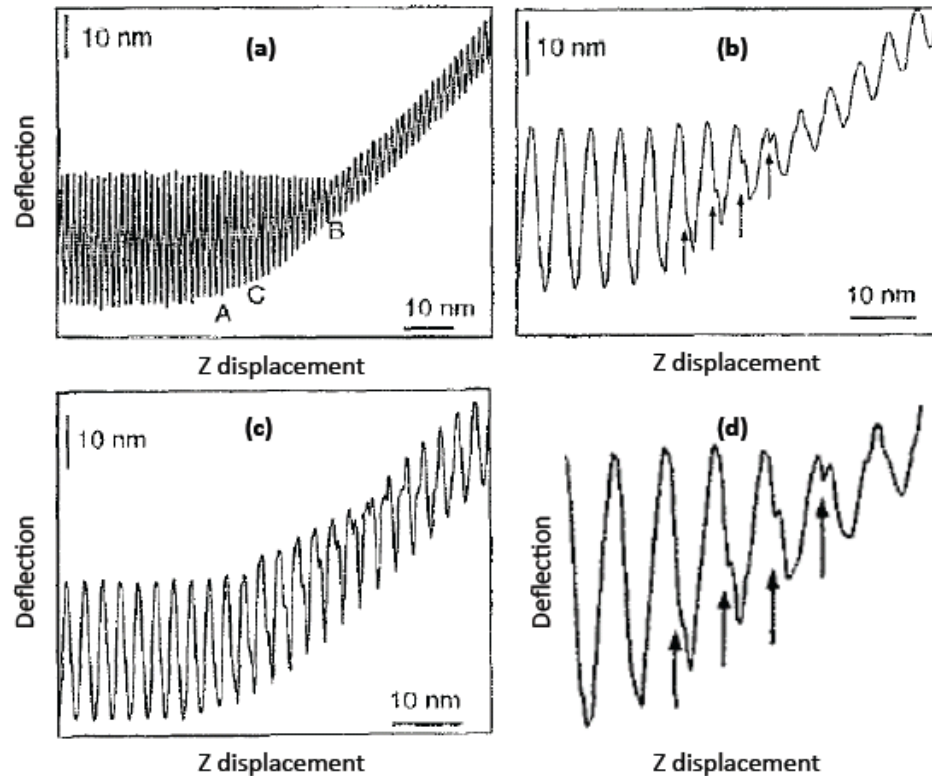 10 nm
(a)
Deflection
A
C
B
10 nm
Z displacement
10 nm
(b)
10 nm
Z displacement
10 nm
(c)
Deflection
10 nm
Z displacement
(d)
Deflection
Z displacement